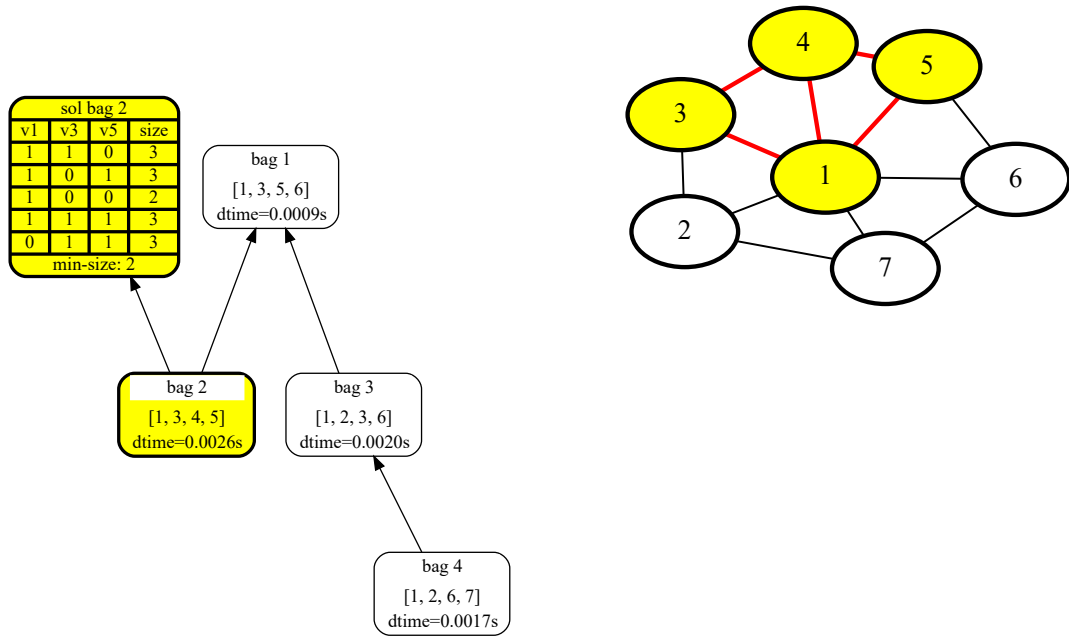 sol bag 2
v1 v3 v5 size
1 1 0 3
1 0 1 3
1 0 0 2
1 1 1 3
0 1 1 3
min-size: 2
bag 1
[1, 3, 5, 6]
dtime=0.0009s
bag 2
[1, 3, 4, 5]
dtime=0.0026s
bag 3
[1, 2, 3, 6]
dtime=0.0020s
bag 4
[1, 2, 6, 7]
dtime=0.0017s
4
5
3
1
6
2
7